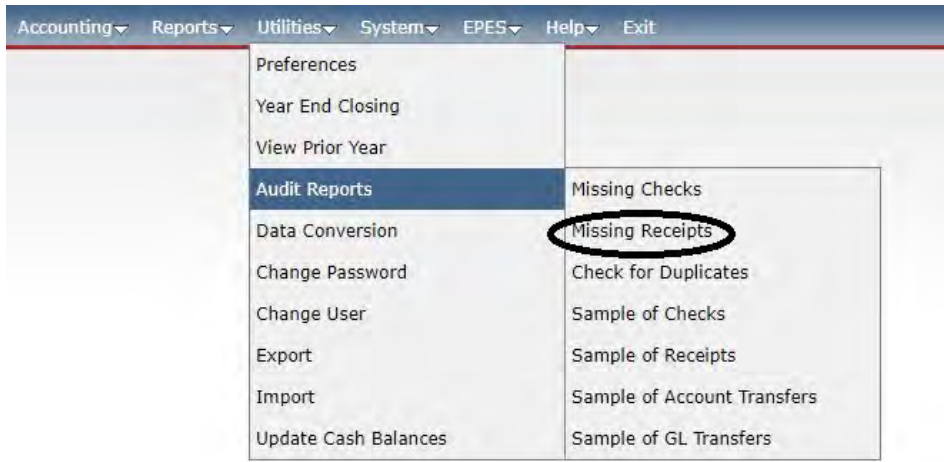 Accounting Reports Utilities System EPES Help Exit
Preferences
Year End Closing
View Prior Year
Audit Reports
Data Conversion
Change Password
Change User
Export
Import
Update Cash Balances
Missing Checks
Missing Receipts
Check for Duplicates
Sample of Checks
Sample of Receipts
Sample of Account Transfers
Sample of GL Transfers